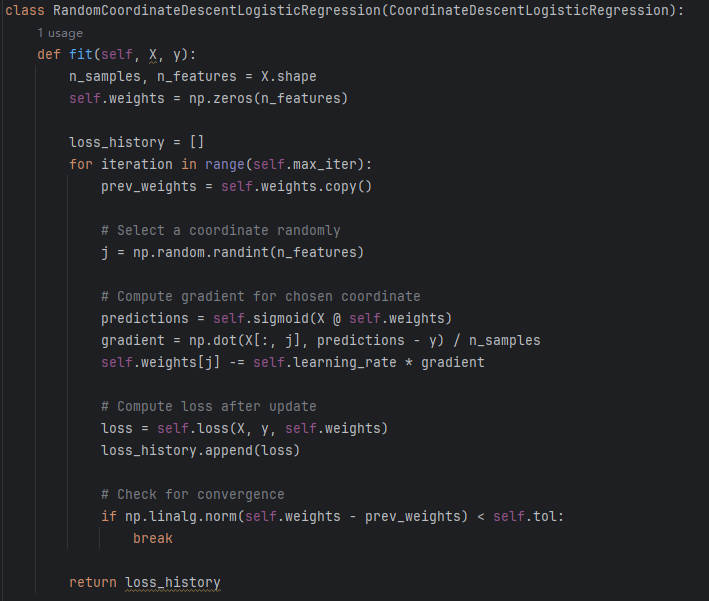 class RandomCoordinateDescentLogisticRegression(CoordinateDescentLogisticRegression):
1 usage
def fit(self, X, y):
n_samples, n_features = X.shape
self.weights = np.zeros(n_features)
loss_history = []
for iteration in range(self.max_iter):
prev_weights = self.weights.copy()
# Select a coordinate randomly
j = np.random.randint(n_features)
# Compute gradient for chosen coordinate
predictions = self.sigmoid(X @ self.weights)
gradient = np.dot(X[:, j], predictions - y) / n_samples
self.weights[j] -= self.learning_rate * gradient
# Compute loss after update
loss = self.loss(X, y, self.weights)
loss_history.append(loss)
# Check for convergence
if np.linalg.norm(self.weights - prev_weights) < self.tol:
break
return loss_history